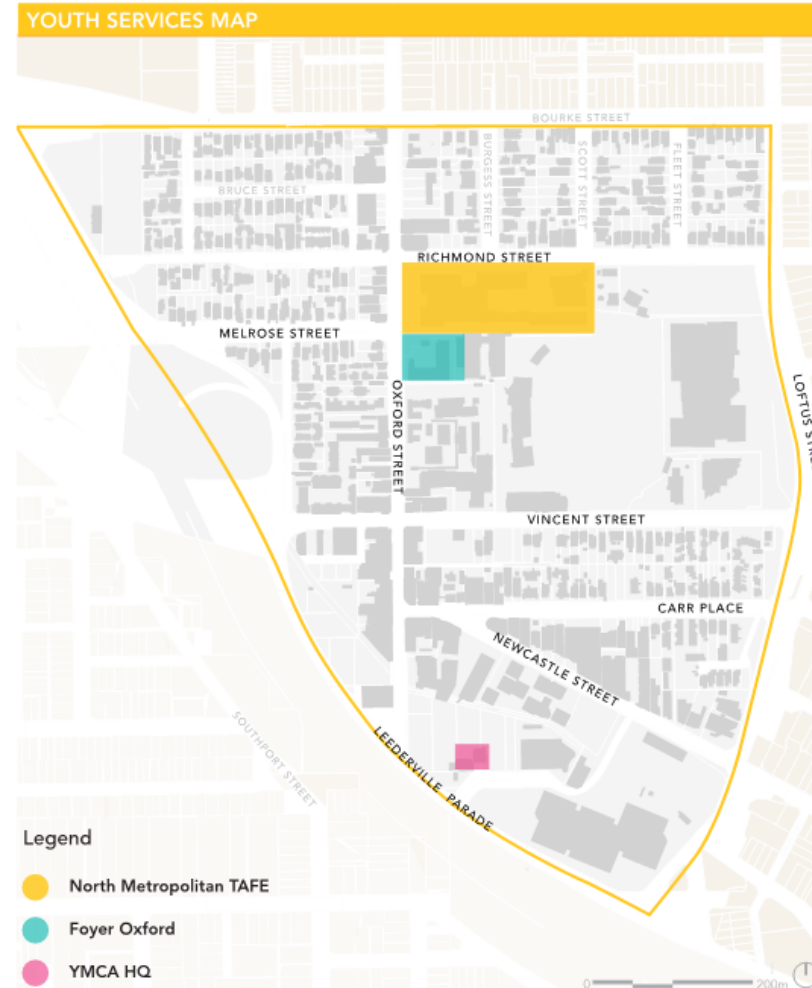 YOUTH SERVICES MAP
BOURKE STREET
BURGESS STREET
SCOTT STREET
FLEET STREET
BRUCE STREET
RICHMOND STREET
MELROSE STREET
OXFORD STREET
LOFTUS STRE
VINCENT STREET
CARR PLACE
NEWCASTLE STREET
SOUTHPORT STREET
LEEDERVILLE PARADE
Legend
North Metropolitan TAFE
Foyer Oxford
YMCA HQ
0 200m